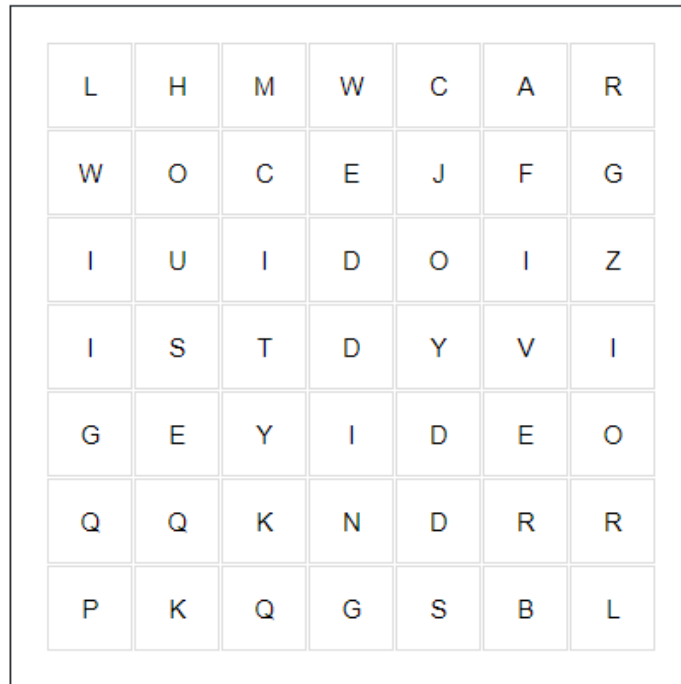 L H M W C A R
W O C E J F G
I U I D O I Z
I S T D Y V I
G E Y I D E O
Q Q K N D R R
P K Q G S B L